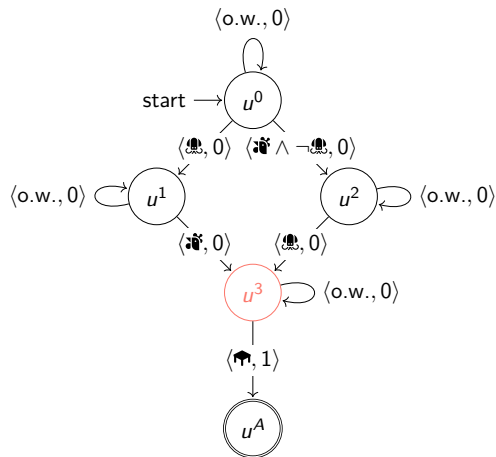 ⟨o.w., 0⟩
start
u⁰
⟨🐙, 0⟩ ⟨ ∧ ¬🐙, 0⟩
⟨o.w., 0⟩ u¹ u² ⟨o.w., 0⟩
⟨ , 0⟩ ⟨🐙, 0⟩
u³ ⟨o.w., 0⟩
⟨ , 1⟩
uᴬ